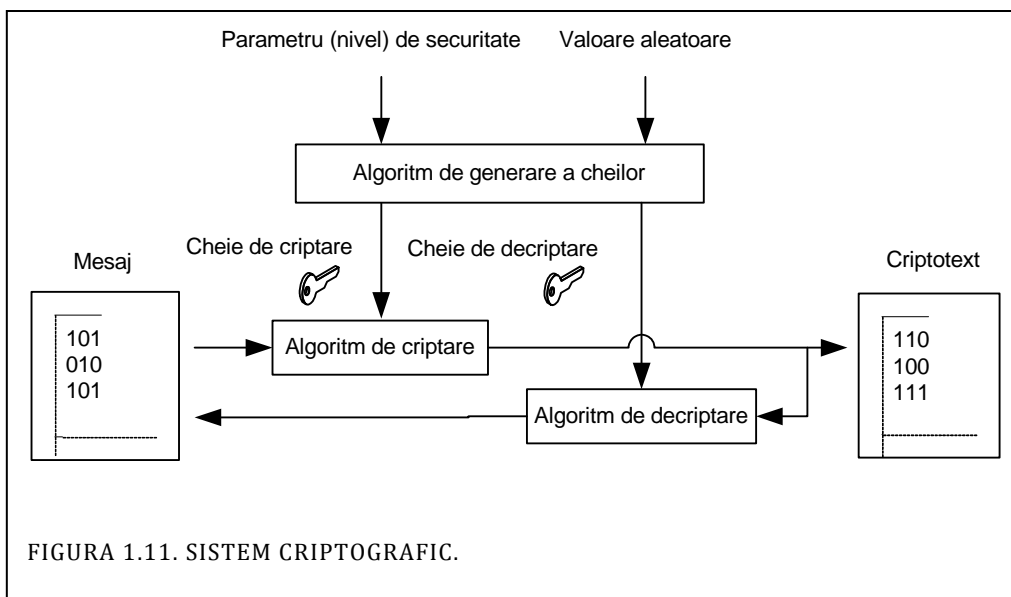 Parametru (nivel) de securitate
Valoare aleatoare
Algoritm de generare a cheilor
Cheie de criptare
Cheie de decriptare
Mesaj
Criptotext
101
010
101
Algoritm de criptare
110
100
111
Algoritm de decriptare
FIGURA 1.11. SISTEM CRIPTOGRAFIC.